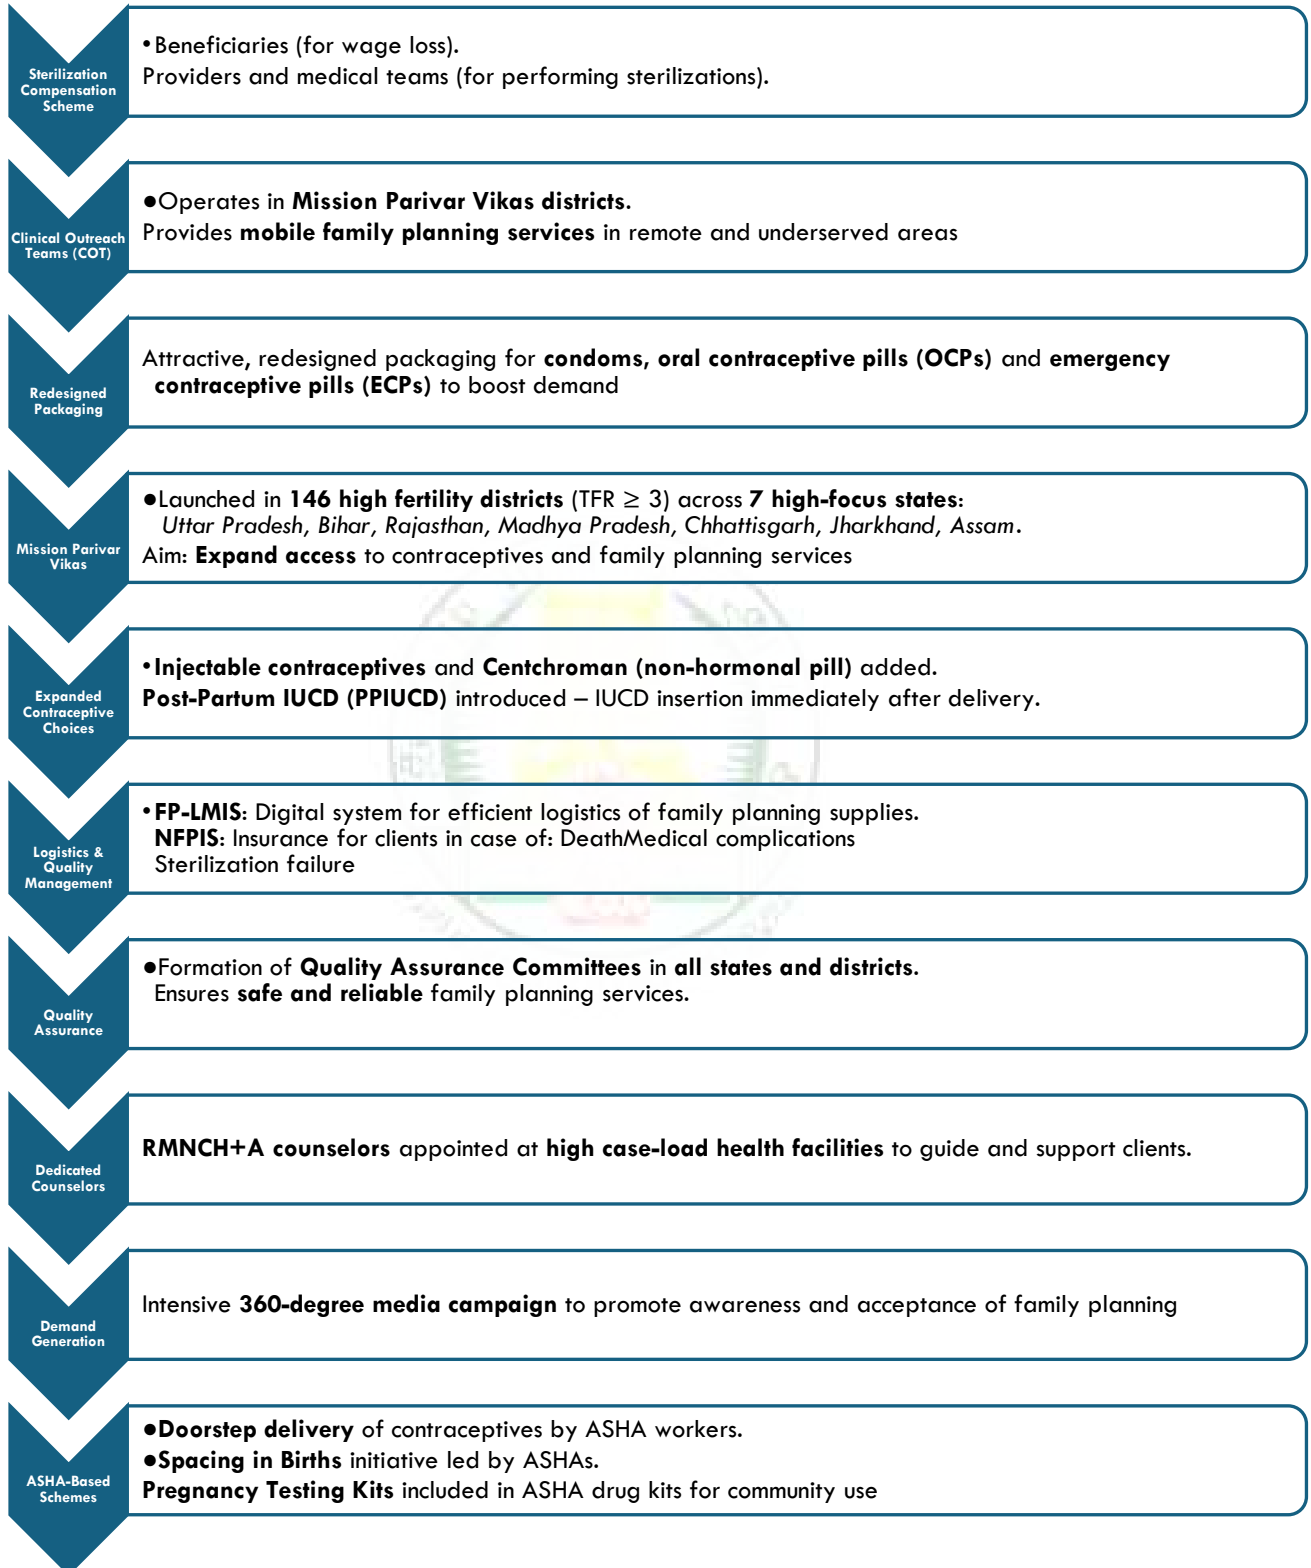 Sterilization
Compensation
Scheme
•Beneficiaries (for wage loss).
Providers and medical teams (for performing sterilizations).
Clinical Outreach
Teams (COT)
●Operates in Mission Parivar Vikas districts.
Provides mobile family planning services in remote and underserved areas
Redesigned
Packaging
Attractive, redesigned packaging for condoms, oral contraceptive pills (OCPs) and emergency
contraceptive pills (ECPs) to boost demand
Mission Parivar
Vikas
●Launched in 146 high fertility districts (TFR ≥ 3) across 7 high-focus states:
Uttar Pradesh, Bihar, Rajasthan, Madhya Pradesh, Chhattisgarh, Jharkhand, Assam.
Aim: Expand access to contraceptives and family planning services
Expanded
Contraceptive
Choices
•Injectable contraceptives and Centchroman (non-hormonal pill) added.
Post-Partum IUCD (PPIUCD) introduced – IUCD insertion immediately after delivery.
Logistics &
Quality
Management
•FP-LMIS: Digital system for efficient logistics of family planning supplies.
NFPIS: Insurance for clients in case of: DeathMedical complications
Sterilization failure
Quality
Assurance
●Formation of Quality Assurance Committees in all states and districts.
Ensures safe and reliable family planning services.
Dedicated
Counselors
RMNCH+A counselors appointed at high case-load health facilities to guide and support clients.
Demand
Generation
Intensive 360-degree media campaign to promote awareness and acceptance of family planning
ASHA-Based
Schemes
●Doorstep delivery of contraceptives by ASHA workers.
●Spacing in Births initiative led by ASHAs.
Pregnancy Testing Kits included in ASHA drug kits for community use